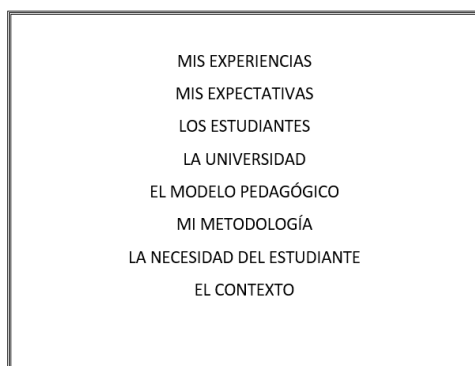 MIS EXPERIENCIAS
MIS EXPECTATIVAS
LOS ESTUDIANTES
LA UNIVERSIDAD
EL MODELO PEDAGÓGICO
MI METODOLOGÍA
LA NECESIDAD DEL ESTUDIANTE
EL CONTEXTO